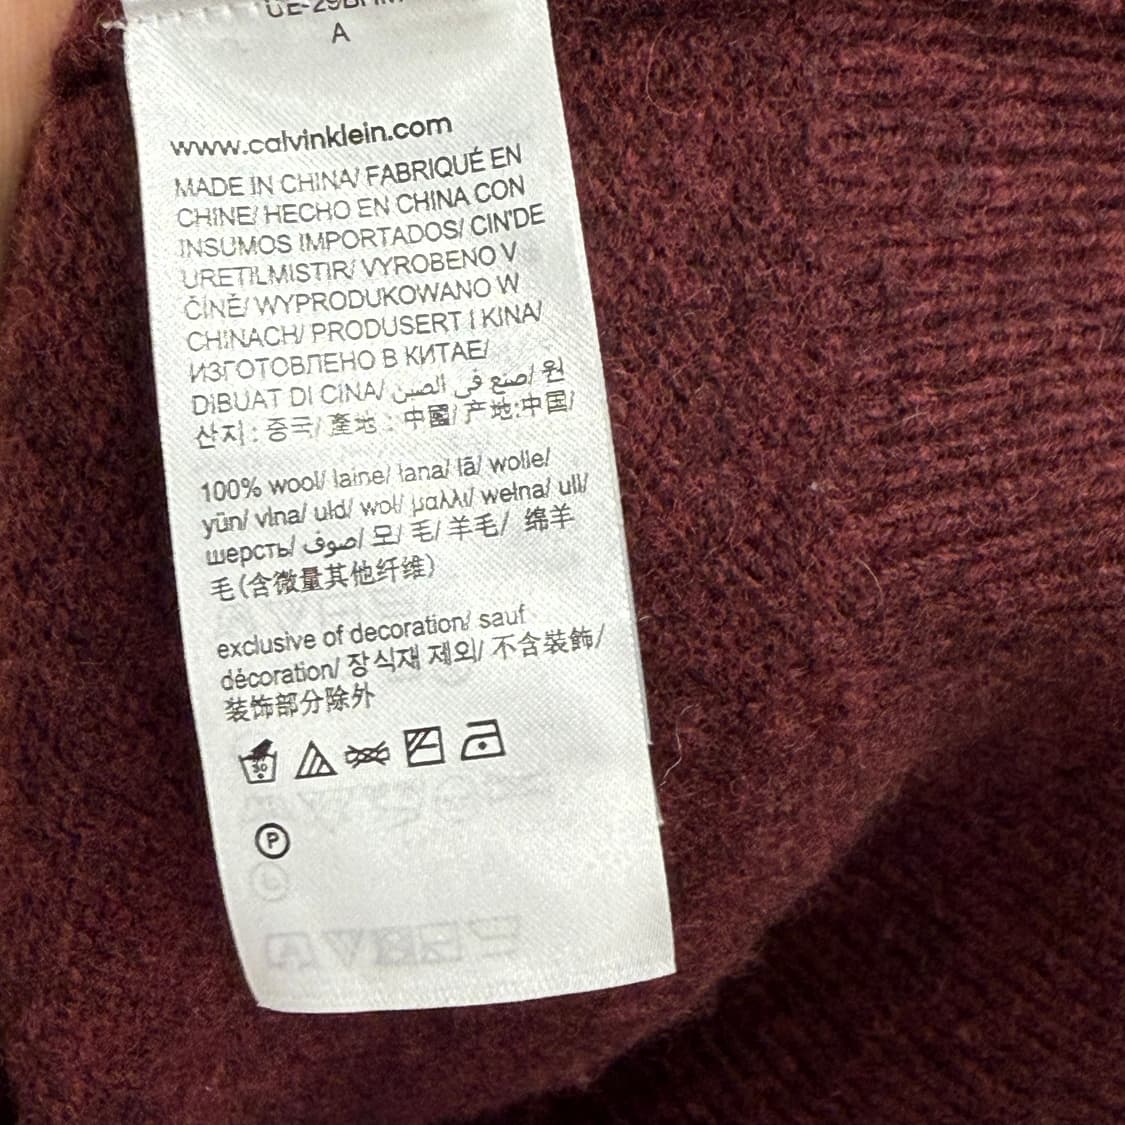 A
www.calvinklein.com
MADE IN CHINA/ FABRIQUÉ EN
CHINE/ HECHO EN CHINA CON
INSUMOS IMPORTADOS/ CIN'DE
URETILMISTIR/ VYROBENO V
ČÍNĚ/ WYPRODUKOWANO W
CHINACH/ PRODUSERT I KINA/
ИЗГОТОВЛЕНО В КИТАЕ/
DIBUAT DI CINA/ صنع في الصين/ 원
산지 : 중국/ 產地 : 中國/ 产地:中国/
100% wool/ laine/ lana/ lã/ wolle/
yün/ vlna/ uld/ wol/ μαλλι/ wełna/ ull/
шерсть/ صوف/ 모/ 毛/ 羊毛/ 绵羊
毛(含微量其他纤维)
exclusive of decoration/ sauf
décoration/ 장식재 제외/ 不含裝飾/
装饰部分除外
30
P